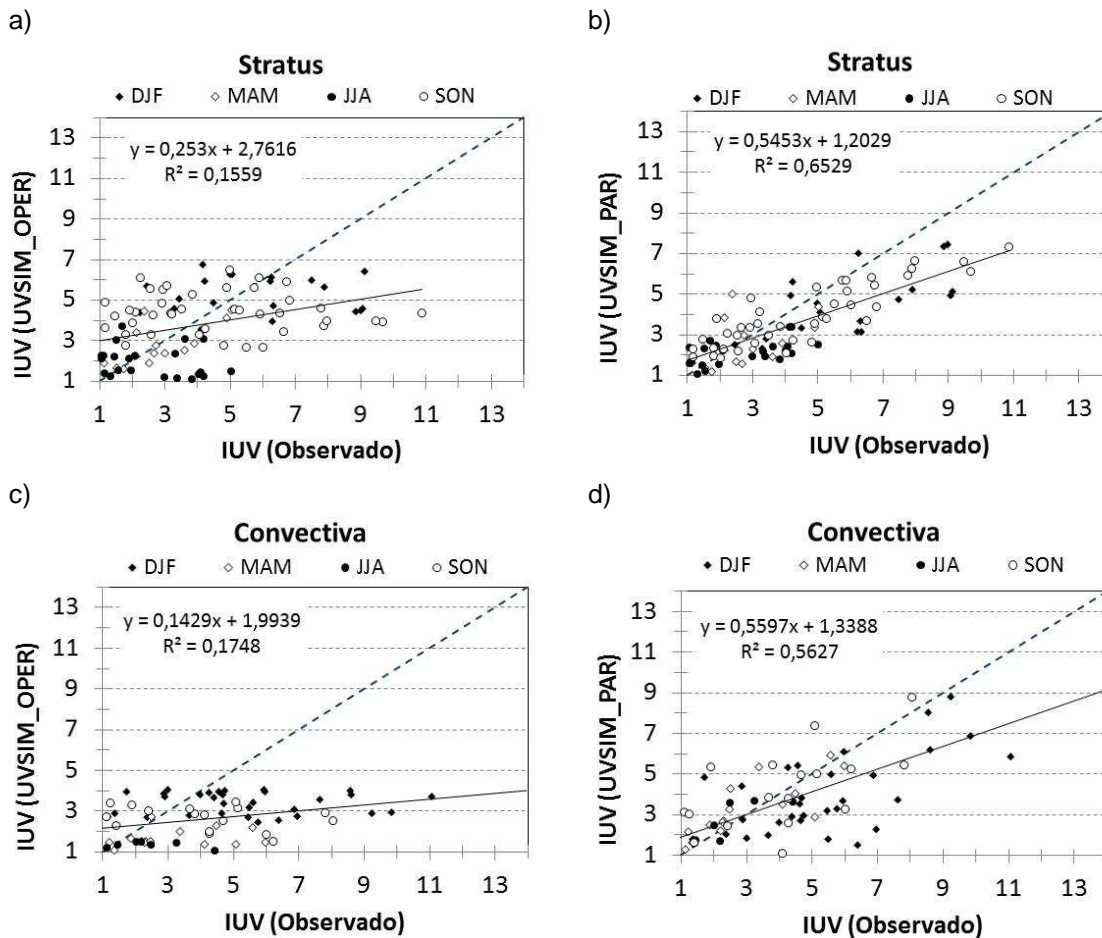 a)
Stratus
DJF MAM JJA SON
y = 0,253x + 2,7616
R² = 0,1559
IUV (UVSIM_OPER)
13
11
9
7
5
3
1
1 3 5 7 9 11 13
IUV (Observado)
b)
Stratus
DJF MAM JJA SON
y = 0,5453x + 1,2029
R² = 0,6529
IUV (UVSIM_PAR)
13
11
9
7
5
3
1
1 3 5 7 9 11 13
IUV (Observado)
c)
Convectiva
DJF MAM JJA SON
y = 0,1429x + 1,9939
R² = 0,1748
IUV (UVSIM_OPER)
13
11
9
7
5
3
1
1 3 5 7 9 11 13
IUV (Observado)
d)
Convectiva
DJF MAM JJA SON
y = 0,5597x + 1,3388
R² = 0,5627
IUV (UVSIM_PAR)
13
11
9
7
5
3
1
1 3 5 7 9 11 13
IUV (Observado)